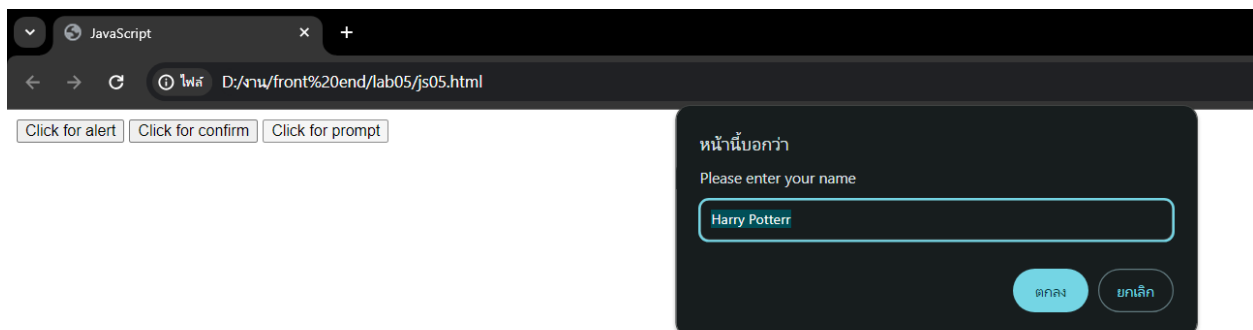 JavaScript
ไฟล์ D:/งาน/front%20end/lab05/js05.html
Click for alert Click for confirm Click for prompt
หน้านี้บอกว่า
Please enter your name
Harry Potterr
ตกลง ยกเลิก